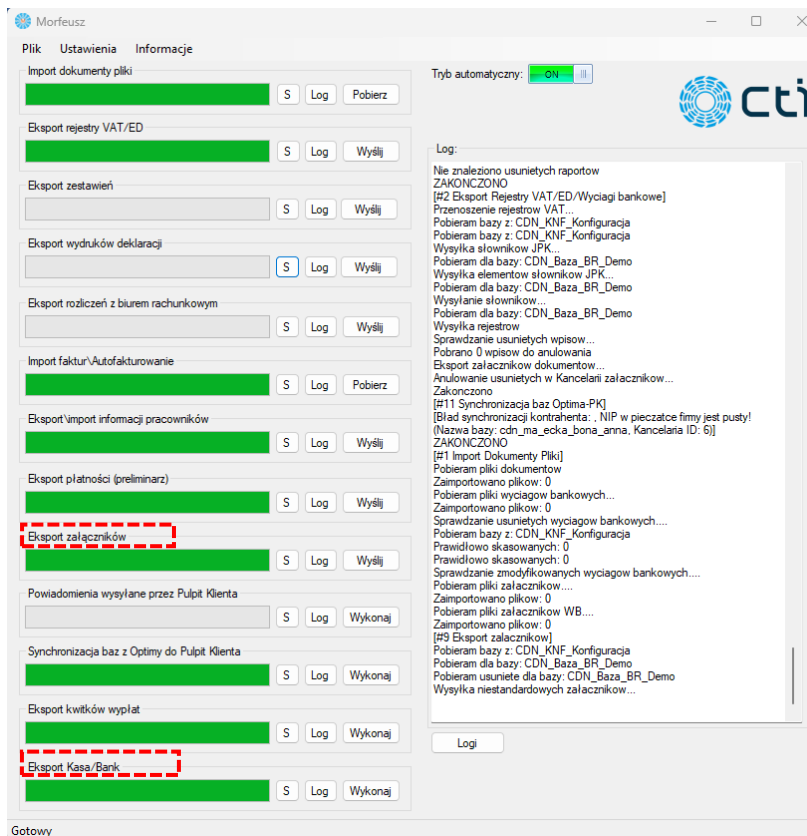 Morfeusz
Plik Ustawienia Informacje
Import dokumenty pliki
S Log Pobierz
Eksport rejestry VAT/ED
S Log Wyślij
Eksport zestawień
S Log Wyślij
Eksport wydruków deklaracji
S Log Wyślij
Eksport rozliczeń z biurem rachunkowym
S Log Wyślij
Import faktur\Autofakturowanie
S Log Pobierz
Eksport\import informacji pracowników
S Log Wyślij
Eksport płatności (preliminarz)
S Log Wyślij
Eksport załączników
S Log Wyślij
Powiadomienia wysyłane przez Pulpit Klienta
S Log Wykonaj
Synchronizacja baz z Optimy do Pulpit Klienta
S Log Wykonaj
Eksport kwitków wypłat
S Log Wykonaj
Eksport Kasa/Bank
S Log Wykonaj
Tryb automatyczny: ON
cti
Log:
Nie znaleziono usunietych raportow
ZAKONCZONO
[#2 Eksport Rejestry VAT/ED/Wyciagi bankowe]
Przenoszenie rejestrow VAT...
Pobieram bazy z: CDN_KNF_Konfiguracja
Pobieram bazy z: CDN_KNF_Konfiguracja
Wysyłka słownikow JPK...
Pobieram dla bazy: CDN_Baza_BR_Demo
Wysyłka elementow słownikow JPK...
Pobieram dla bazy: CDN_Baza_BR_Demo
Wysyłanie słownikow...
Pobieram dla bazy: CDN_Baza_BR_Demo
Wysyłka rejestrow
Sprawdzanie usunietych wpisow...
Pobrano 0 wpisow do anulowania
Eksport załacznikow dokumentow...
Anulowanie usunietych w Kancelarii załacznikow...
Zakonczono
[#11 Synchronizacja baz Optima-PK]
[Bład synchronizacji kontrahenta: , NIP w pieczatce firmy jest pusty!
(Nazwa bazy: cdn_ma_ecka_bona_anna, Kancelaria ID: 6)]
ZAKONCZONO
[#1 Import Dokumenty Pliki]
Pobieram pliki dokumentow
Zaimportowano plikow: 0
Pobieram pliki wyciagow bankowych...
Zaimportowano plikow: 0
Sprawdzanie usunietych wyciagow bankowych....
Pobieram bazy z: CDN_KNF_Konfiguracja
Prawidłowo skasowanych: 0
Prawidłowo skasowanych: 0
Sprawdzanie zmodyfikowanych wyciagow bankowych....
Pobieram pliki załacznikow....
Zaimportowano plikow: 0
Pobieram pliki załacznikow WB....
Zaimportowano plikow: 0
[#9 Eksport zalacznikow]
Pobieram bazy z: CDN_KNF_Konfiguracja
Pobieram dla bazy: CDN_Baza_BR_Demo
Pobieram usuniete dla bazy: CDN_Baza_BR_Demo
Wysyłka niestandardowych załacznikow...
Logi
Gotowy